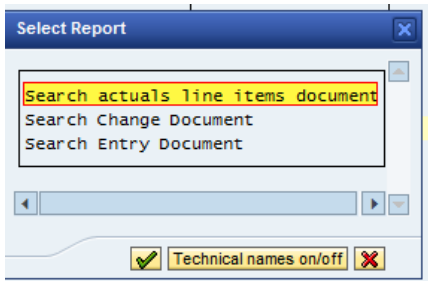 Select Report
Search actuals line items document
Search Change Document
Search Entry Document
Technical names on/off